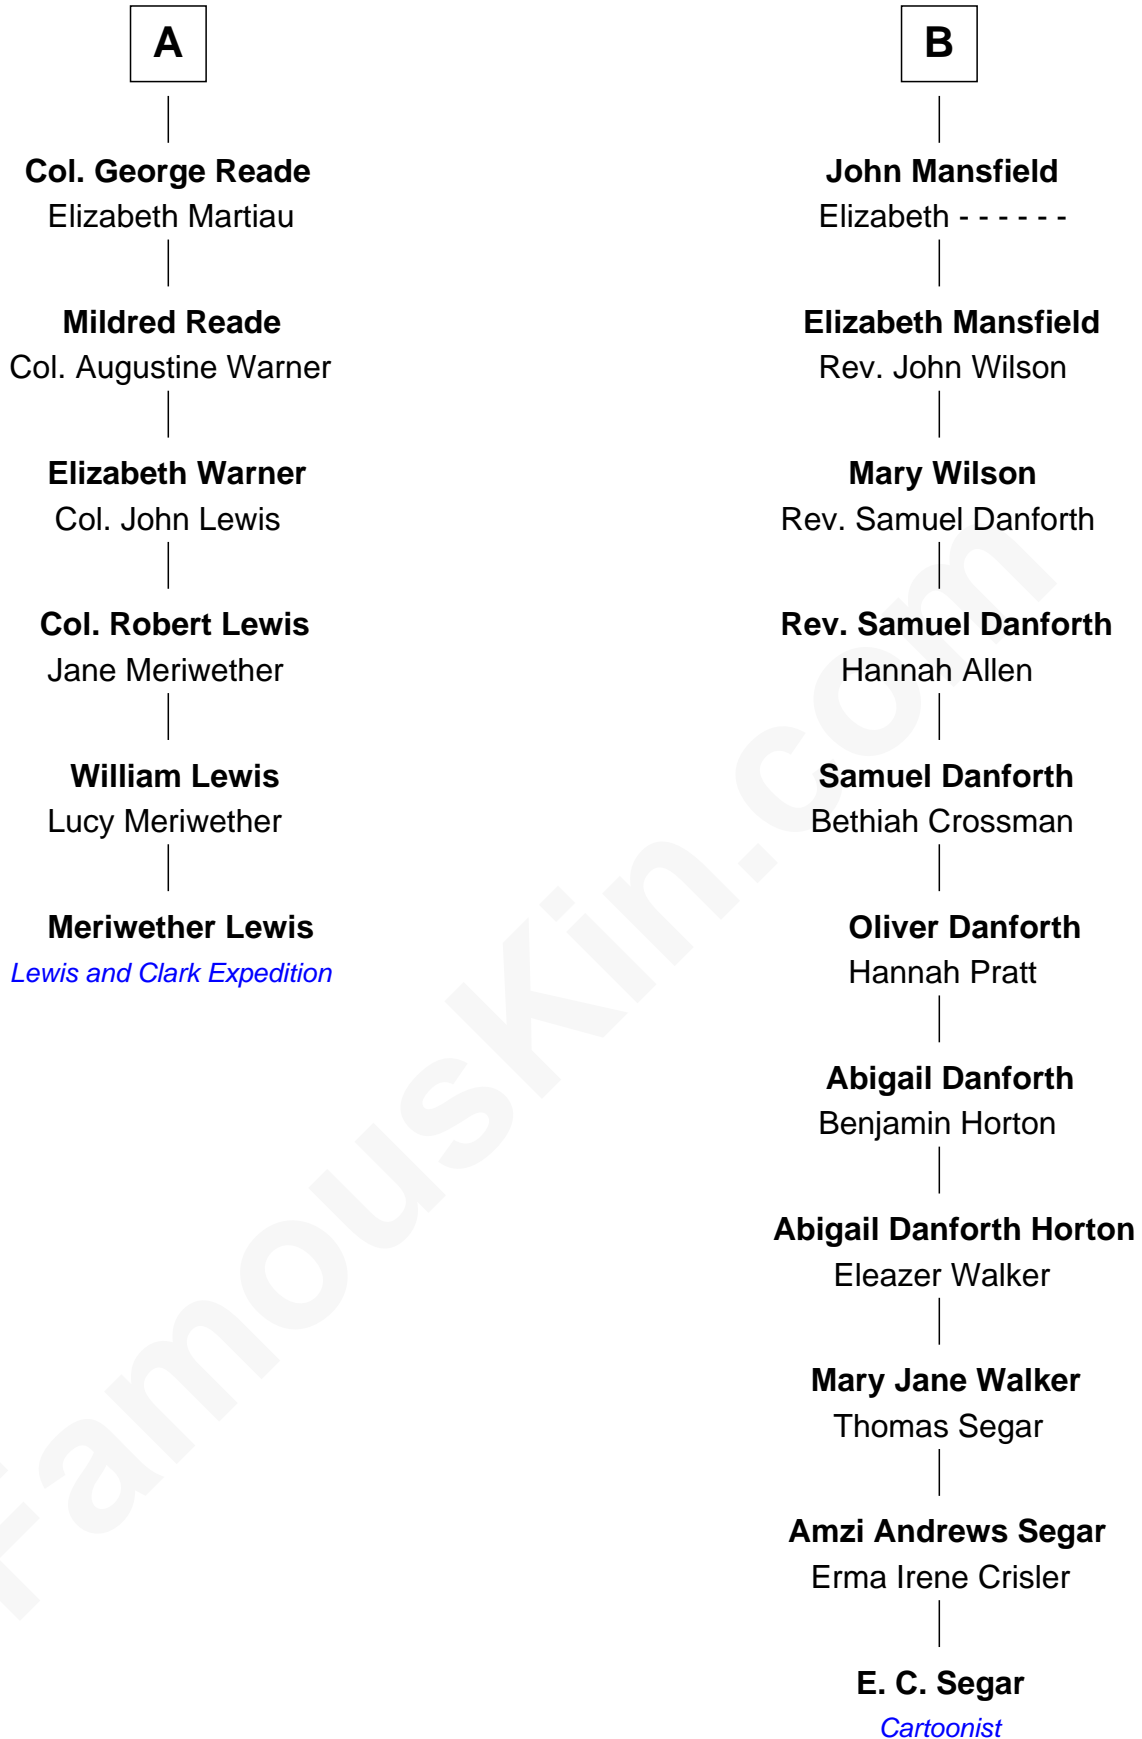 A
Col. George Reade
Elizabeth Martiau
Mildred Reade
Col. Augustine Warner
Elizabeth Warner
Col. John Lewis
Col. Robert Lewis
Jane Meriwether
William Lewis
Lucy Meriwether
Meriwether Lewis
Lewis and Clark Expedition
B
John Mansfield
Elizabeth - - - - - -
Elizabeth Mansfield
Rev. John Wilson
Mary Wilson
Rev. Samuel Danforth
Rev. Samuel Danforth
Hannah Allen
Samuel Danforth
Bethiah Crossman
Oliver Danforth
Hannah Pratt
Abigail Danforth
Benjamin Horton
Abigail Danforth Horton
Eleazer Walker
Mary Jane Walker
Thomas Segar
Amzi Andrews Segar
Erma Irene Crisler
E. C. Segar
Cartoonist
FamousKin.com